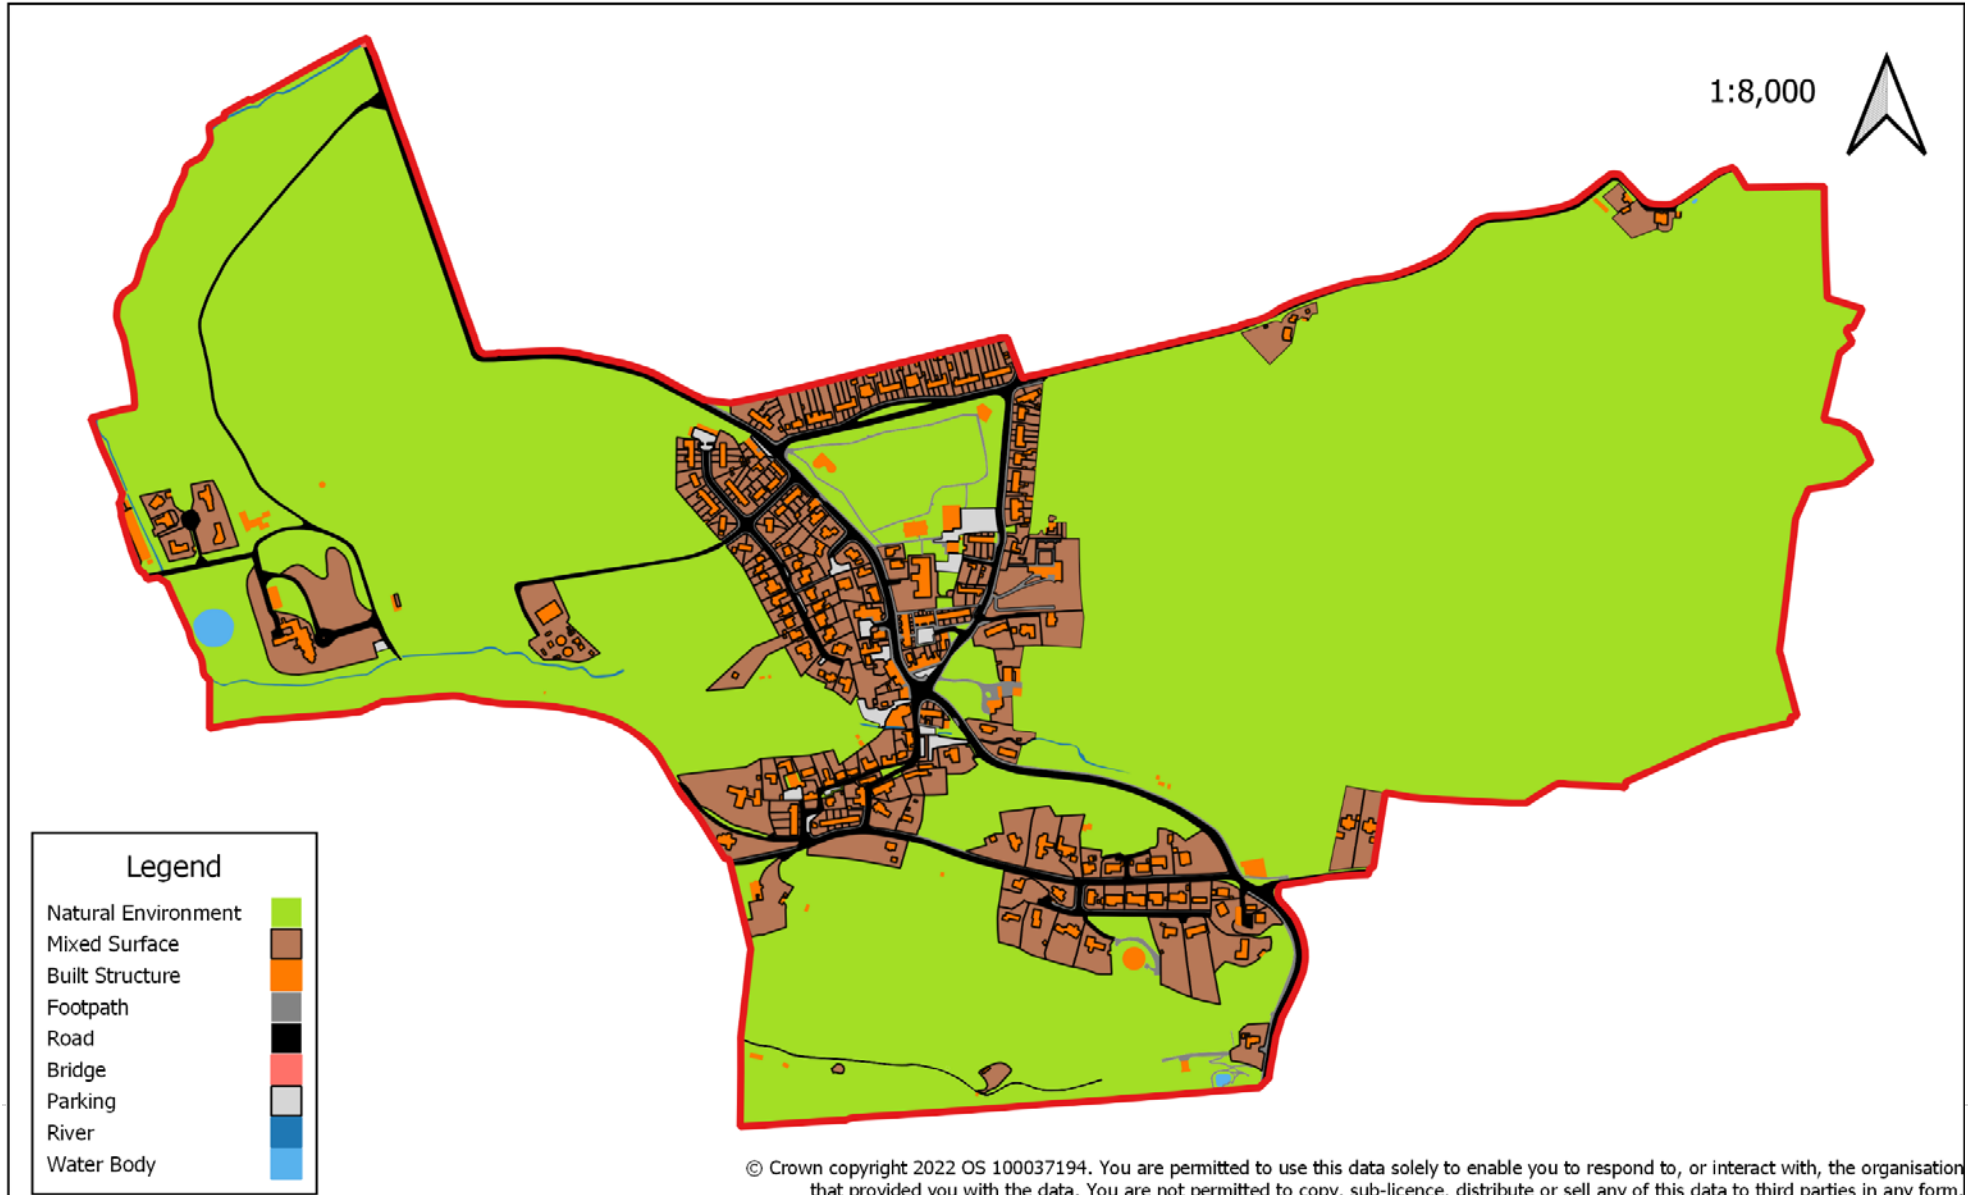 1:8,000
Legend
Natural Environment
Mixed Surface
Built Structure
Footpath
Road
Bridge
Parking
River
Water Body
© Crown copyright 2022 OS 100037194. You are permitted to use this data solely to enable you to respond to, or interact with, the organisation
that provided you with the data. You are not permitted to copy, sub-licence, distribute or sell any of this data to third parties in any form.